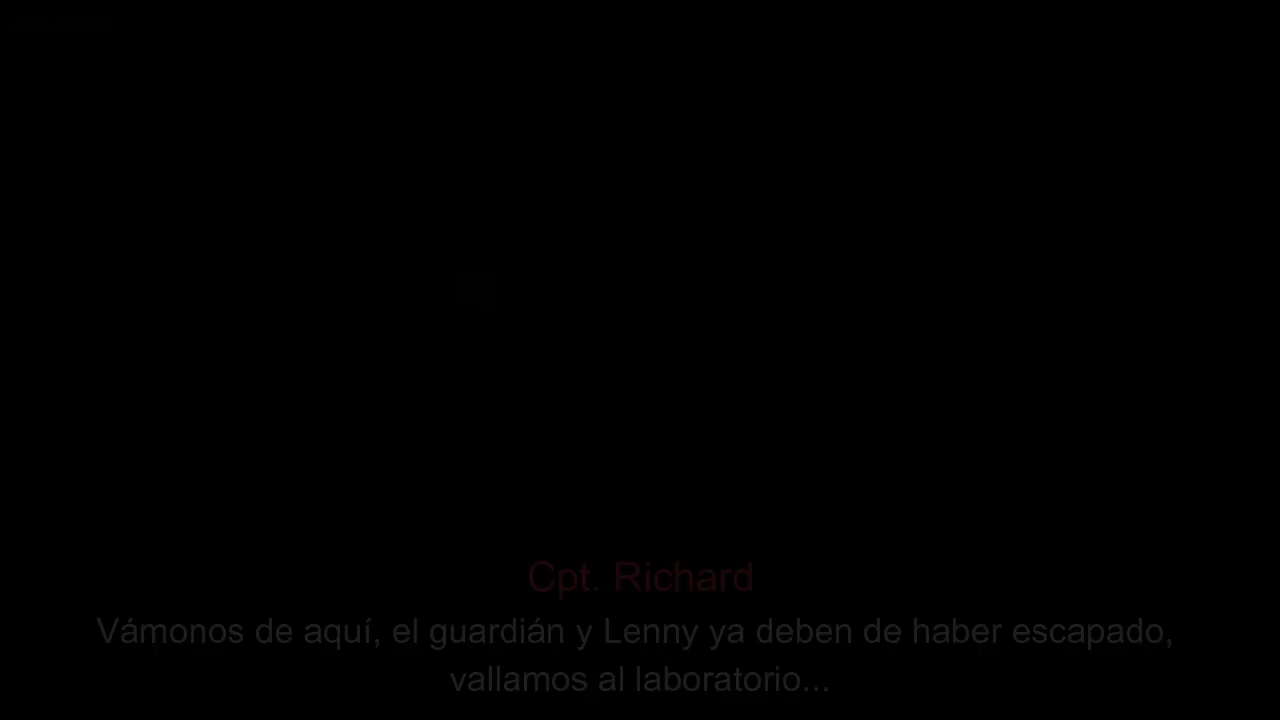 Cpt. Richard
Vámonos de aquí, el guardián y Lenny ya deben de haber escapado,
vallamos al laboratorio...